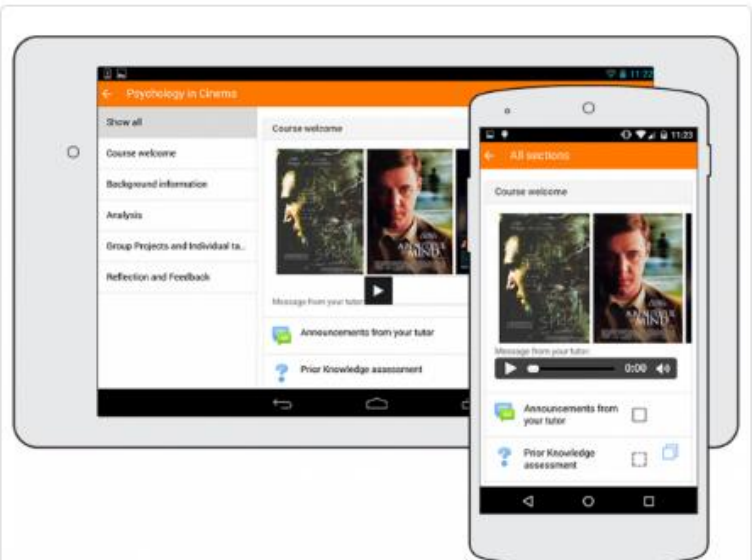 11:22
Psychology in Cinema
Show all
Course welcome
Background information
Analysis
Group Projects and Individual ta..
Reflection and Feedback
Course welcome
A BEAUTIFUL
MIND
Message from your tutor
Announcements from your tutor
Prior Knowledge assessment
11:23
All sections
Course welcome
A BEAUTIFUL
MIND
Message from your tutor:
0:00
Announcements from
your tutor
Prior Knowledge
assessment